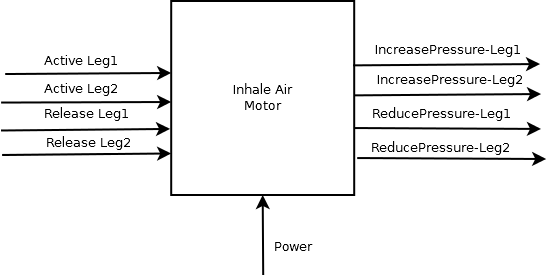 Active Leg1
Active Leg2
Release Leg1
Release Leg2
Inhale Air
Motor
IncreasePressure-Leg1
IncreasePressure-Leg2
ReducePressure-Leg1
ReducePressure-Leg2
Power